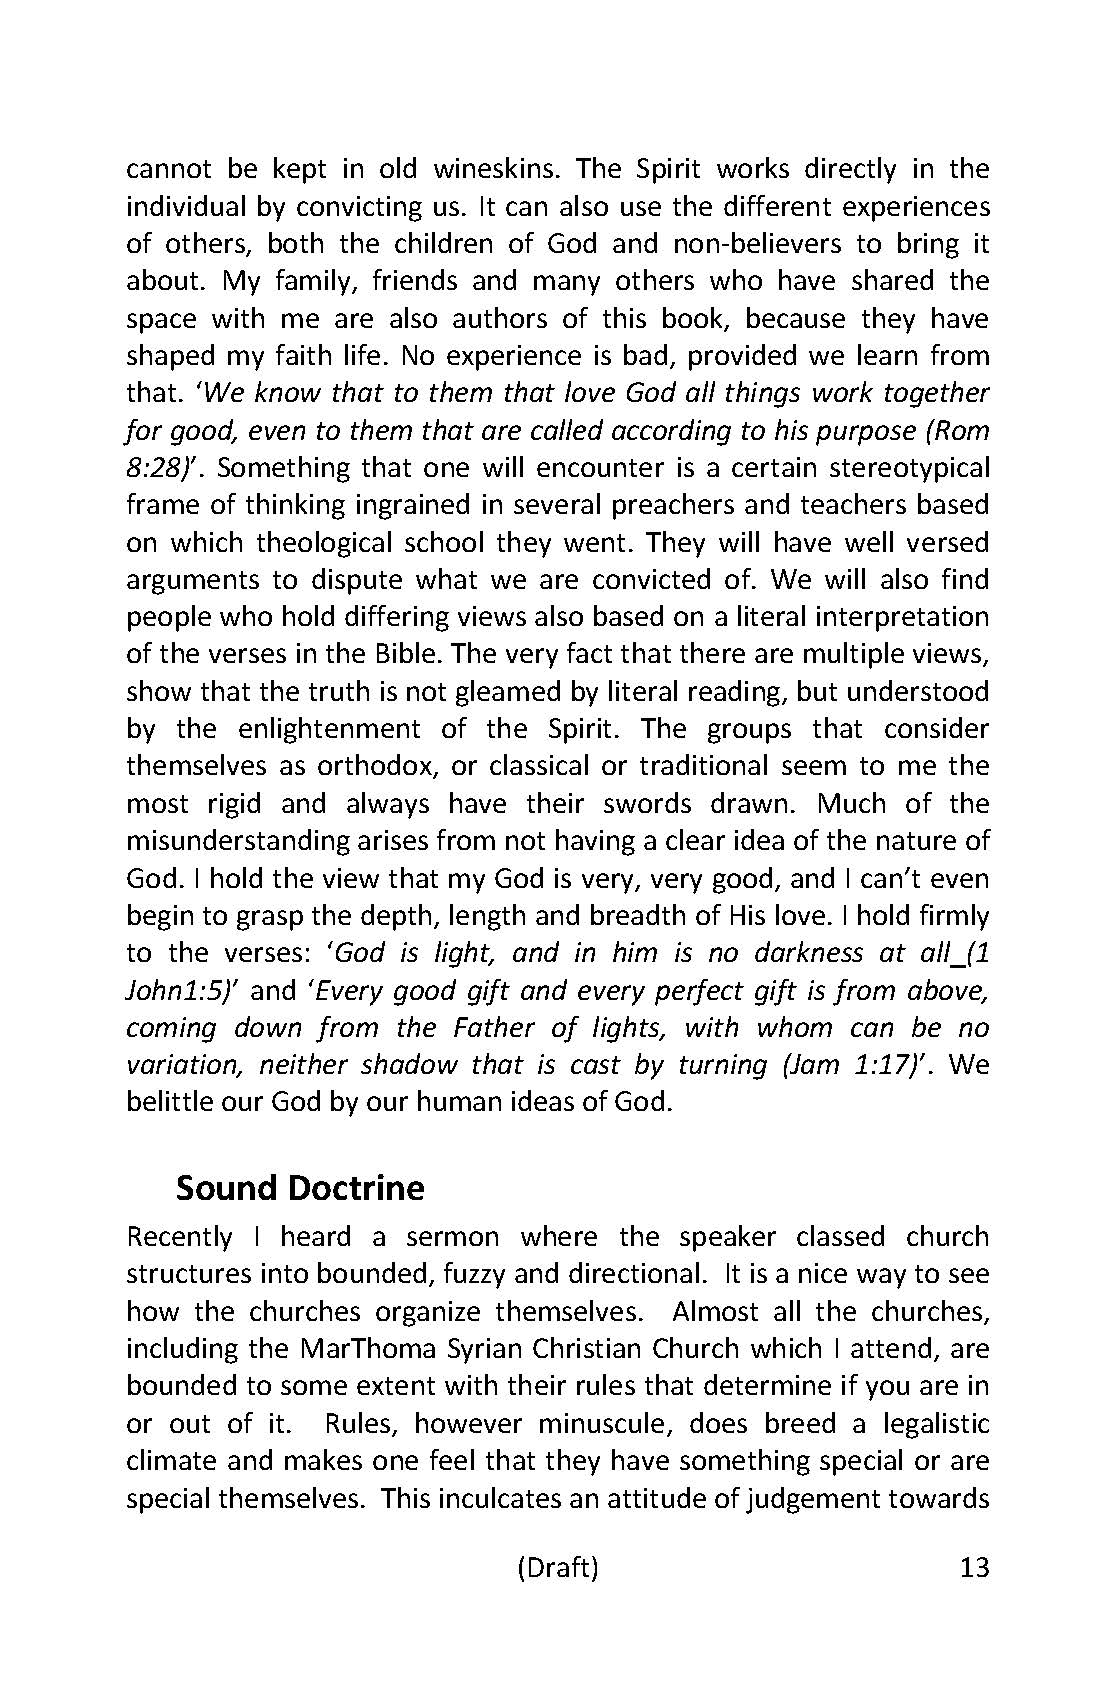 cannot be kept in old wineskins. The Spirit works directly in the
individual by convicting us. It can also use the different experiences
of others, both the children of God and non-believers to bring it
about. My family, friends and many others who have shared the
space with me are also authors of this book, because they have
shaped my faith life. No experience is bad, provided we learn from
that. ‘We know that to them that love God all things work together
for good, even to them that are called according to his purpose (Rom
8:28)’. Something that one will encounter is a certain stereotypical
frame of thinking ingrained in several preachers and teachers based
on which theological school they went. They will have well versed
arguments to dispute what we are convicted of. We will also find
people who hold differing views also based on a literal interpretation
of the verses in the Bible. The very fact that there are multiple views,
show that the truth is not gleamed by literal reading, but understood
by the enlightenment of the Spirit. The groups that consider
themselves as orthodox, or classical or traditional seem to me the
most rigid and always have their swords drawn. Much of the
misunderstanding arises from not having a clear idea of the nature of
God. I hold the view that my God is very, very good, and I can’t even
begin to grasp the depth, length and breadth of His love. I hold firmly
to the verses: ‘God is light, and in him is no darkness at all_(1
John1:5)’ and ‘Every good gift and every perfect gift is from above,
coming down from the Father of lights, with whom can be no
variation, neither shadow that is cast by turning (Jam 1:17)’. We
belittle our God by our human ideas of God.
Sound Doctrine
Recently I heard a sermon where the speaker classed church
structures into bounded, fuzzy and directional. It is a nice way to see
how the churches organize themselves. Almost all the churches,
including the MarThoma Syrian Christian Church which I attend, are
bounded to some extent with their rules that determine if you are in
or out of it. Rules, however minuscule, does breed a legalistic
climate and makes one feel that they have something special or are
special themselves. This inculcates an attitude of judgement towards
(Draft) 13